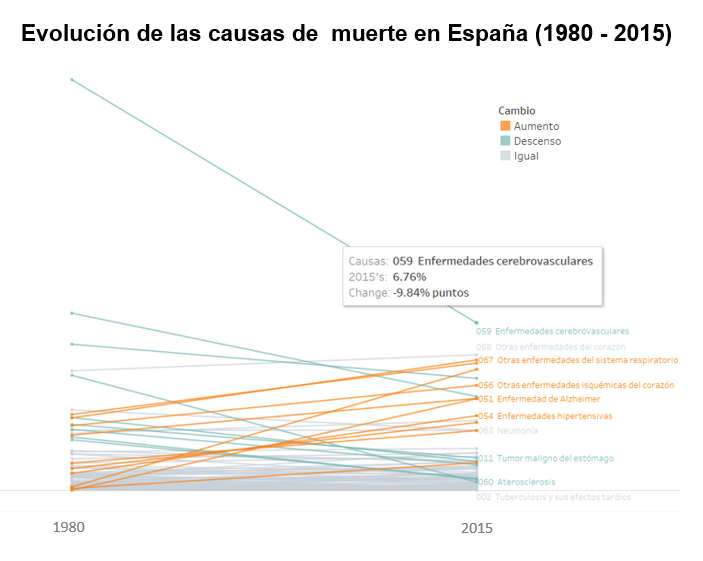 Evolución de las causas de muerte en España (1980 - 2015)
Cambio
Aumento
Descenso
Igual
Causas: 059 Enfermedades cerebrovasculares
2015's: 6.76%
Change: -9.84% puntos
059 Enfermedades cerebrovasculares
058 Otras enfermedades del corazón
067 Otras enfermedades del sistema respiratorio
056 Otras enfermedades isquémicas del corazón
051 Enfermedad de Alzheimer
054 Enfermedades hipertensivas
063 Neumonía
011 Tumor maligno del estómago
060 Aterosclerosis
002 Tuberculosis y sus efectos tardíos
1980
2015